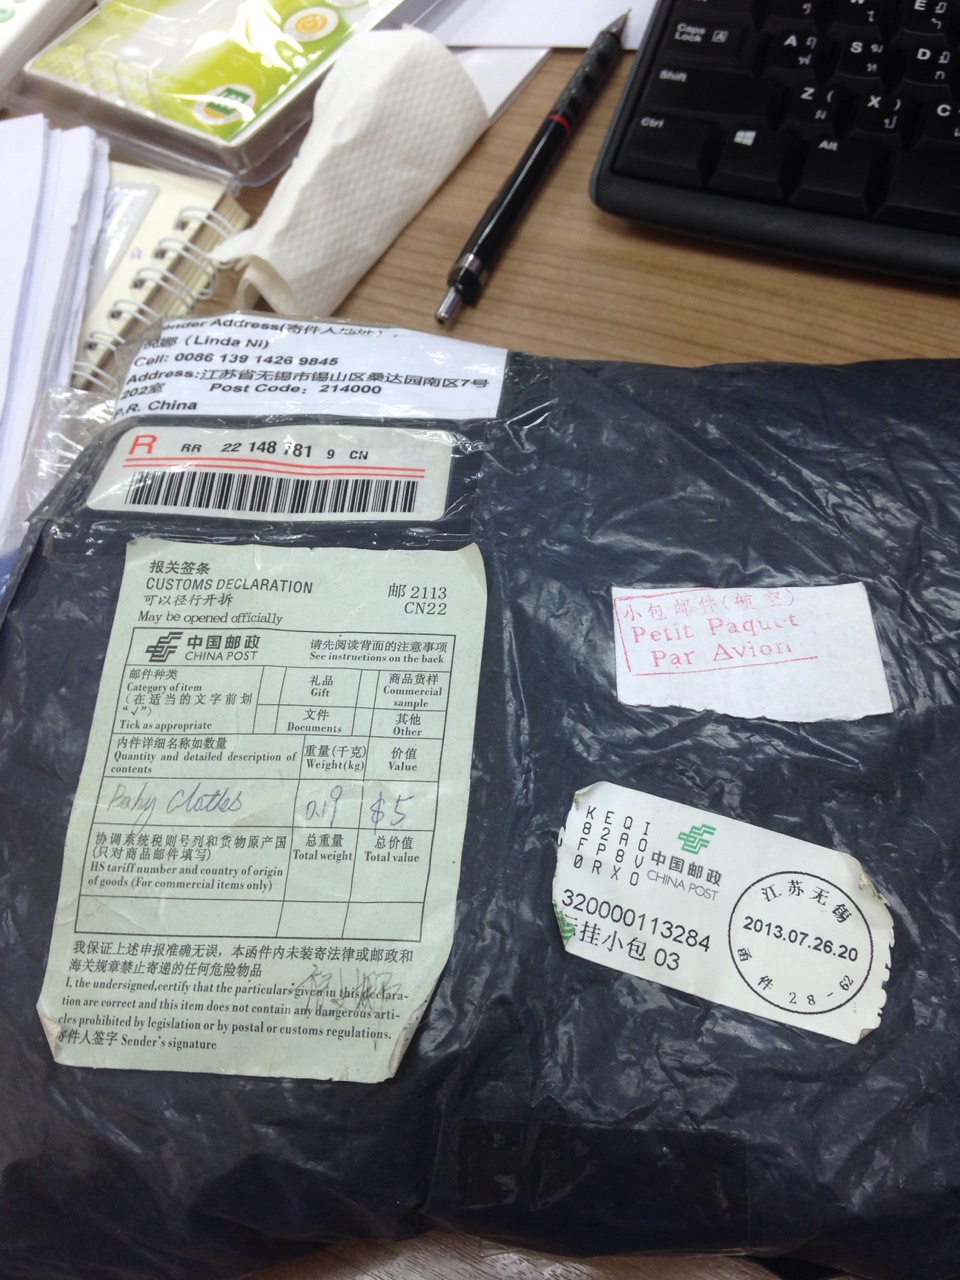 Caps Lock A
A
S
D
Shift
Z
X
C
Ctrl
Alt
Address(寄件人
(Linda Ni)
Cell: 0086 139 1426 9845
Address:江苏省无锡市锡山区桑达园南区7号
202室 Post Code: 214000
P.R. China
R RR 22 148 781 9 CN
报关签条
CUSTOMS DECLARATION
可以径行开拆
May be opened officially
邮 2113
CN22
中国邮政
CHINA POST
请先阅读背面的注意事项
See instructions on the back
邮件种类
Category of item
(在适当的文字前划
“√”)
Tick as appropriate
礼品
Gift
商品货样
Commercial
sample
文件
Documents
其他
Other
内件详细名称如数量
Quantity and detailed description of
contents
重量(千克)
Weight(kg)
价值
Value
Baby Clothes
0.19
$5
协调系统税则号列和货物原产国
(只对商品邮件填写)
HS tariff number and country of origin
of goods (For commercial items only)
总重量
Total weight
总价值
Total value
我保证上述申报准确无误，本函件内未装寄法律或邮政和
海关规章禁止寄递的任何危险物品
I, the undersigned,certify that the particulars given in this declara-
tion are correct and this item does not contain any dangerous arti-
cles prohibited by legislation or by postal or customs regulations.
寄件人签字 Sender's signature
小包邮件(航空)
Petit Paquet
Par Avion
KEQI
82AO
FP8V
0RXO
中国邮政
CHINA POST
320000113284
挂小包 03
江苏无锡
2013.07.26.20
函件 28-62